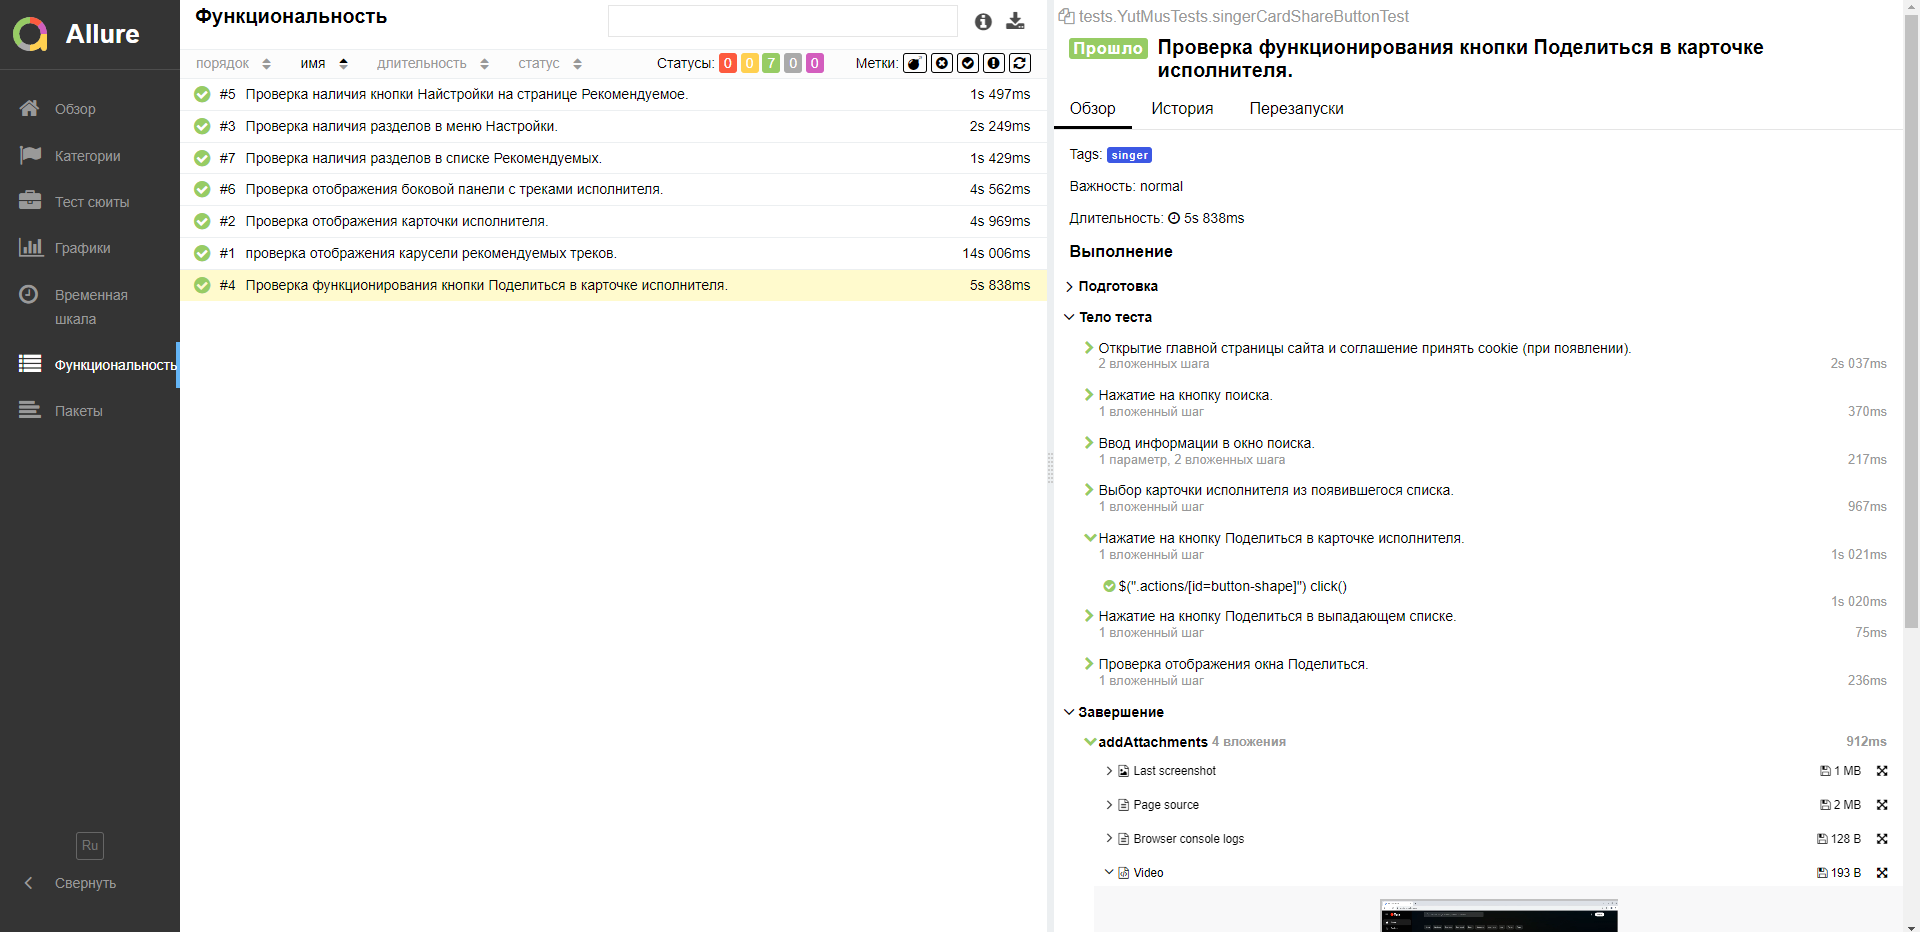 Allure
Обзор
Категории
Тест сюиты
Графики
Временная
шкала
Функциональность
Пакеты
Ru
Свернуть
Функциональность
порядок имя длительность статус Статусы: 0 0 7 0 0 Метки:
#5 Проверка наличия кнопки Найстройки на странице Рекомендуемое. 1s 497ms
#3 Проверка наличия разделов в меню Настройки. 2s 249ms
#7 Проверка наличия разделов в списке Рекомендуемых. 1s 429ms
#6 Проверка отображения боковой панели с треками исполнителя. 4s 562ms
#2 Проверка отображения карточки исполнителя. 4s 969ms
#1 проверка отображения карусели рекомендуемых треков. 14s 006ms
#4 Проверка функционирования кнопки Поделиться в карточке исполнителя. 5s 838ms
tests.YutMusTests.singerCardShareButtonTest
Прошло Проверка функционирования кнопки Поделиться в карточке
исполнителя.
Обзор История Перезапуски
Tags: singer
Важность: normal
Длительность: 5s 838ms
Выполнение
Подготовка
Тело теста
Открытие главной страницы сайта и соглашение принять cookie (при появлении).
2 вложенных шага 2s 037ms
Нажатие на кнопку поиска.
1 вложенный шаг 370ms
Ввод информации в окно поиска.
1 параметр, 2 вложенных шага 217ms
Выбор карточки исполнителя из появившегося списка.
1 вложенный шаг 967ms
Нажатие на кнопку Поделиться в карточке исполнителя.
1 вложенный шаг 1s 021ms
$(".actions/[id=button-shape]") click()
1s 020ms
Нажатие на кнопку Поделиться в выпадающем списке.
1 вложенный шаг 75ms
Проверка отображения окна Поделиться.
1 вложенный шаг 236ms
Завершение
addAttachments 4 вложения 912ms
Last screenshot 1 MB
Page source 2 MB
Browser console logs 128 B
Video 193 B